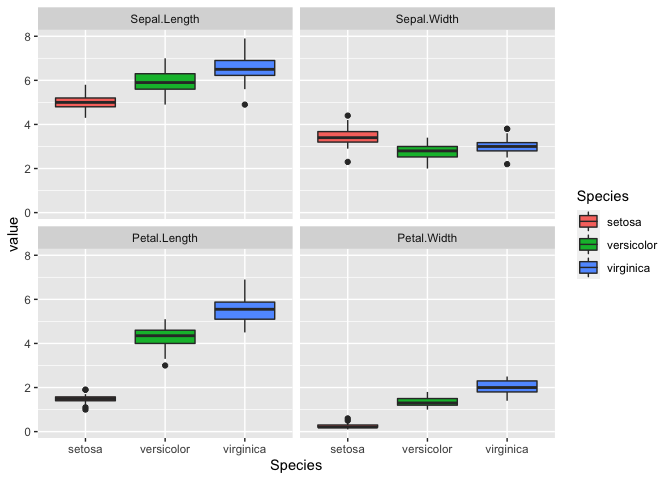 Sepal.Length
Sepal.Width
8
6
4
2
0
Petal.Length
Petal.Width
8
6
4
2
0
value
setosa
versicolor
virginica
setosa
versicolor
virginica
Species
Species
setosa
versicolor
virginica